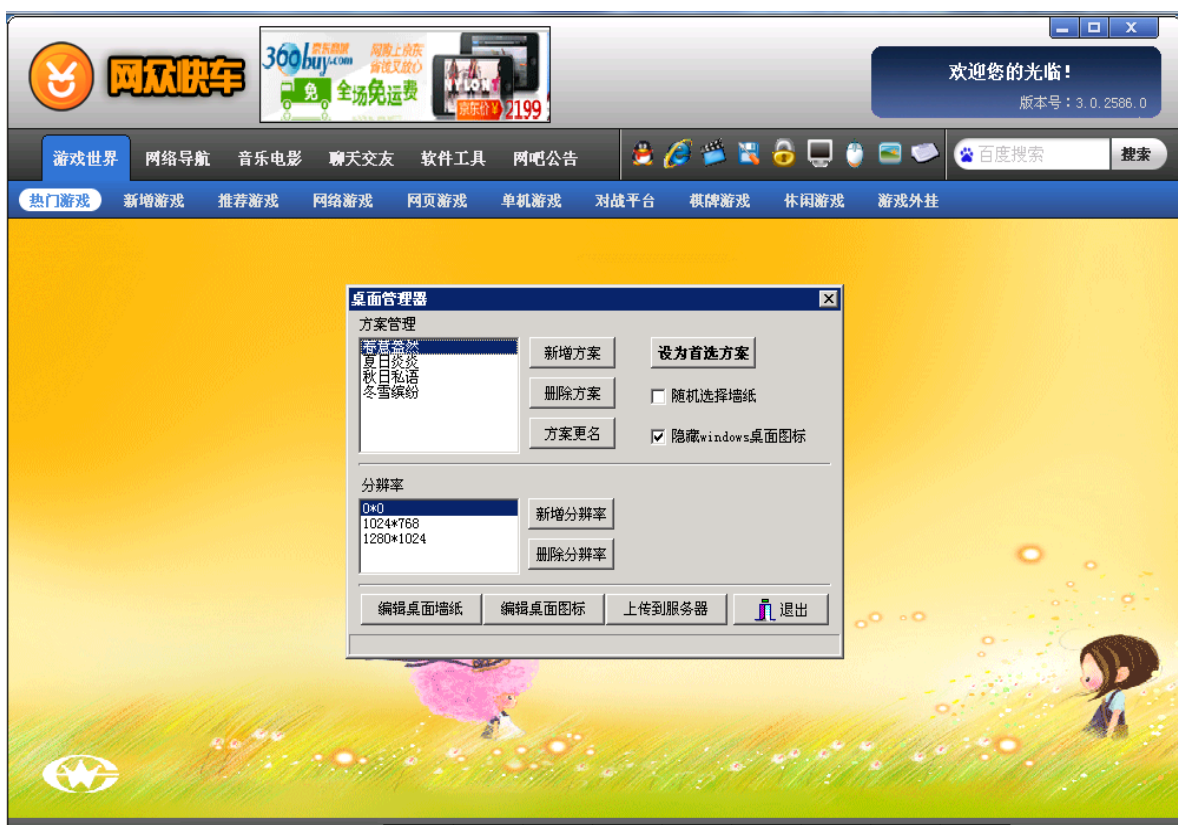 网众快车
360buy.com 京东商城
网购上京东
省钱又放心
免 全场免运费
NYLON
京东价¥2199
欢迎您的光临！
版本号：3.0.2586.0
游戏世界 网络导航 音乐电影 聊天交友 软件工具 网吧公告 百度搜索 搜索
热门游戏 新增游戏 推荐游戏 网络游戏 网页游戏 单机游戏 对战平台 棋牌游戏 休闲游戏 游戏外挂
桌面管理器
方案管理
春意盎然
夏日炎炎
秋日私语
冬雪缤纷
新增方案 设为首选方案
删除方案 随机选择墙纸
方案更名 隐藏windows桌面图标
分辨率
0*0
1024*768
1280*1024
新增分辨率
删除分辨率
编辑桌面墙纸 编辑桌面图标 上传到服务器 退出